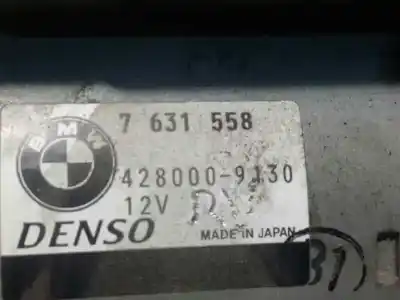 BMW
7 631 558
428000-9130
12V
DENSO
MADE IN JAPAN
31